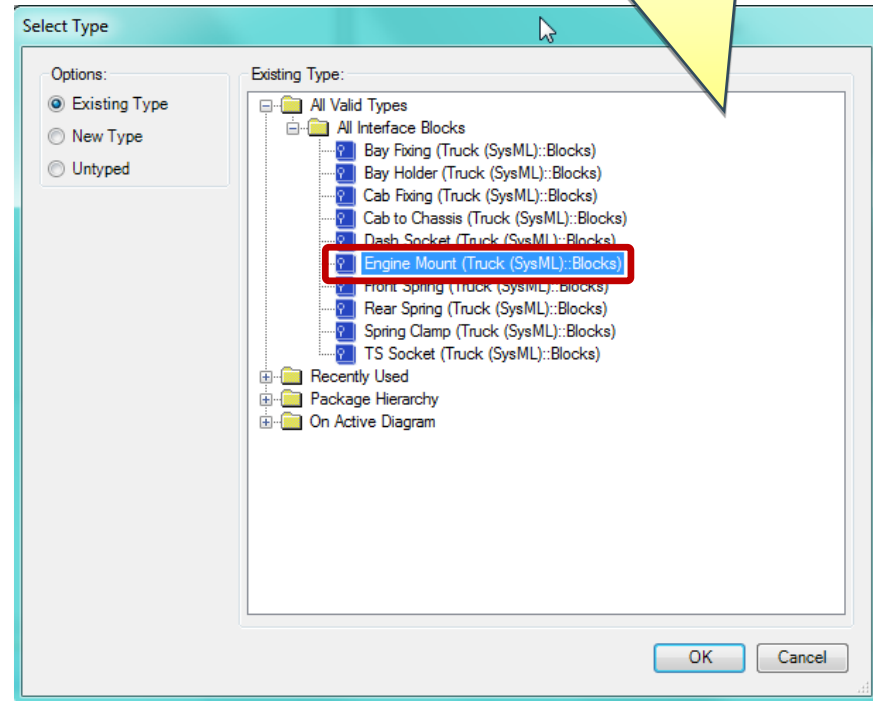 Select Type
Options:
Existing Type
New Type
Untyped
Existing Type:
All Valid Types
All Interface Blocks
Bay Fixing (Truck (SysML)::Blocks)
Bay Holder (Truck (SysML)::Blocks)
Cab Fixing (Truck (SysML)::Blocks)
Cab to Chassis (Truck (SysML)::Blocks)
Dash Socket (Truck (SysML)::Blocks)
Engine Mount (Truck (SysML)::Blocks)
Front Spring (Truck (SysML)::Blocks)
Rear Spring (Truck (SysML)::Blocks)
Spring Clamp (Truck (SysML)::Blocks)
TS Socket (Truck (SysML)::Blocks)
Recently Used
Package Hierarchy
On Active Diagram
OK Cancel